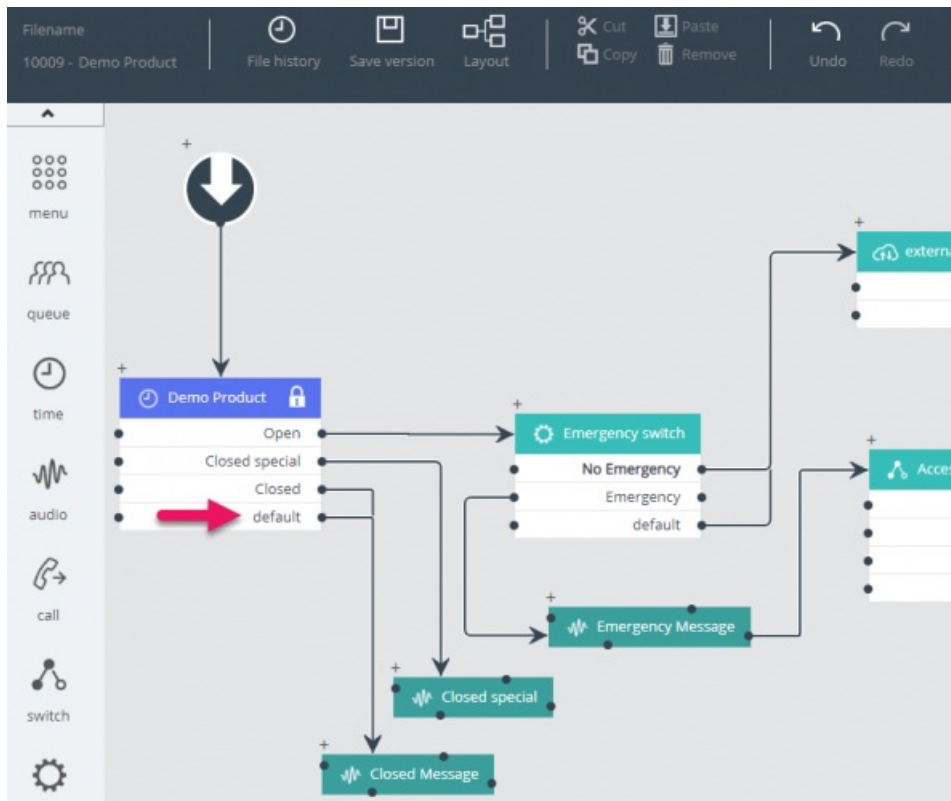 Filename
10009 - Demo Product
File history
Save version
Layout
Cut
Copy
Paste
Remove
Undo
Redo
menu
queue
time
audio
call
switch
Demo Product
Open
Closed special
Closed
default
Emergency switch
No Emergency
Emergency
default
externa
Acces
Emergency Message
Closed special
Closed Message